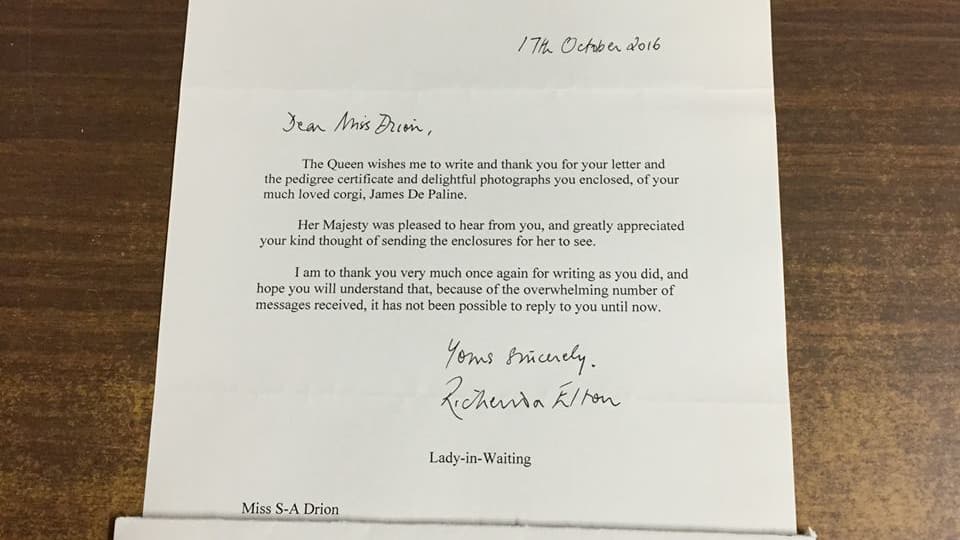 17th October 2016
Dear Miss Drion,
The Queen wishes me to write and thank you for your letter and
the pedigree certificate and delightful photographs you enclosed, of your
much loved corgi, James De Paline.
Her Majesty was pleased to hear from you, and greatly appreciated
your kind thought of sending the enclosures for her to see.
I am to thank you very much once again for writing as you did, and
hope you will understand that, because of the overwhelming number of
messages received, it has not been possible to reply to you until now.
Yours sincerely.
Richenda Elton
Lady-in-Waiting
Miss S-A Drion